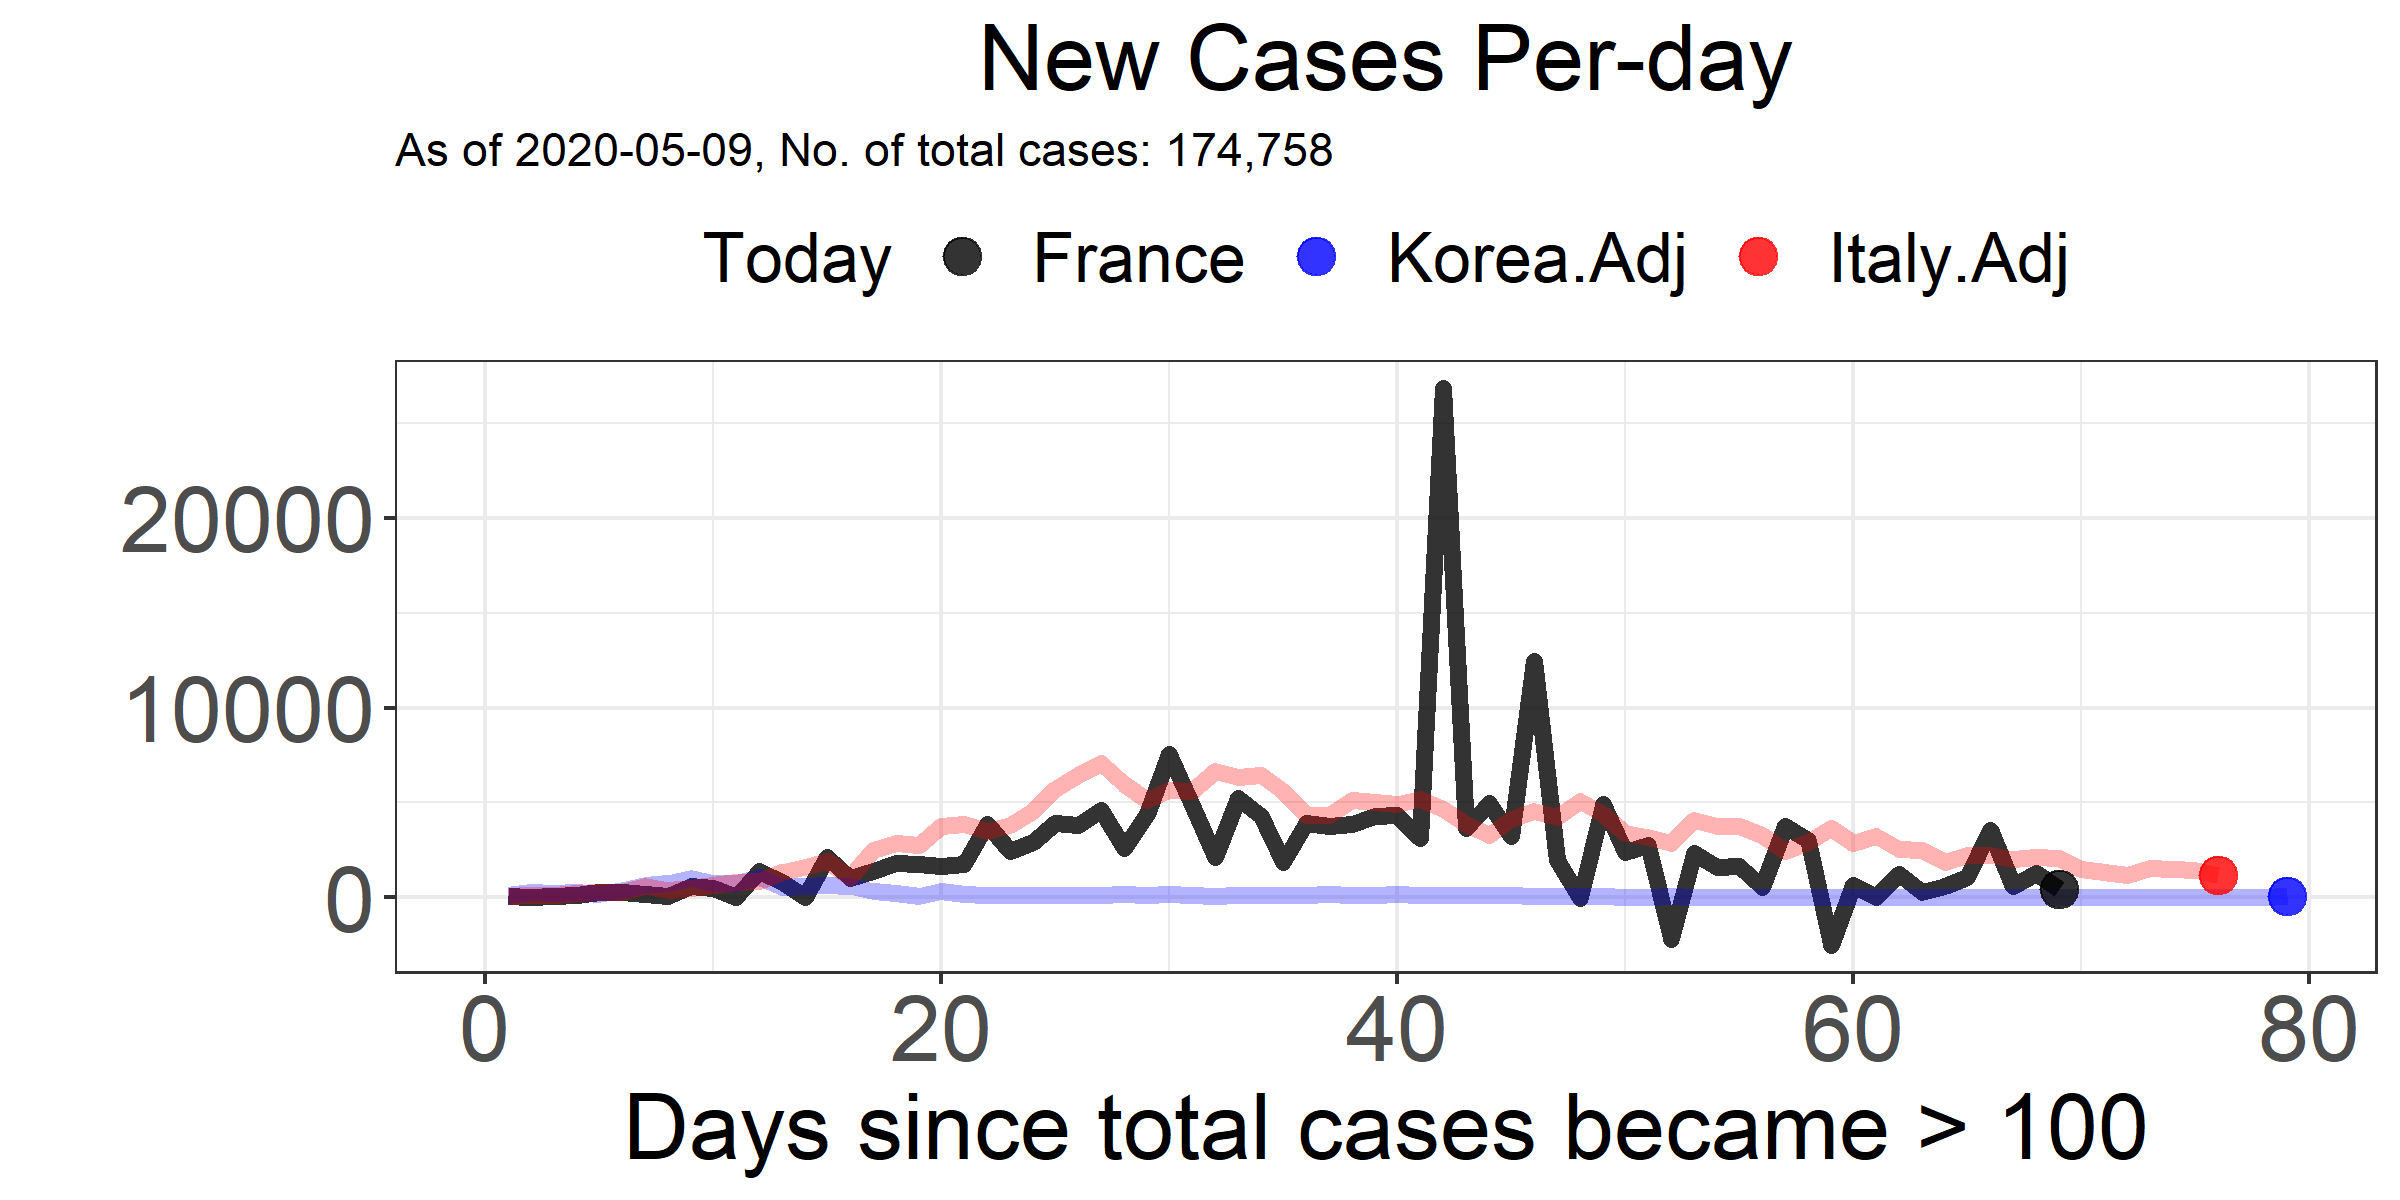 New Cases Per-day
As of 2020-05-09, No. of total cases: 174,758
Today France Korea.Adj Italy.Adj
20000
10000
0
0 20 40 60 80
Days since total cases became > 100